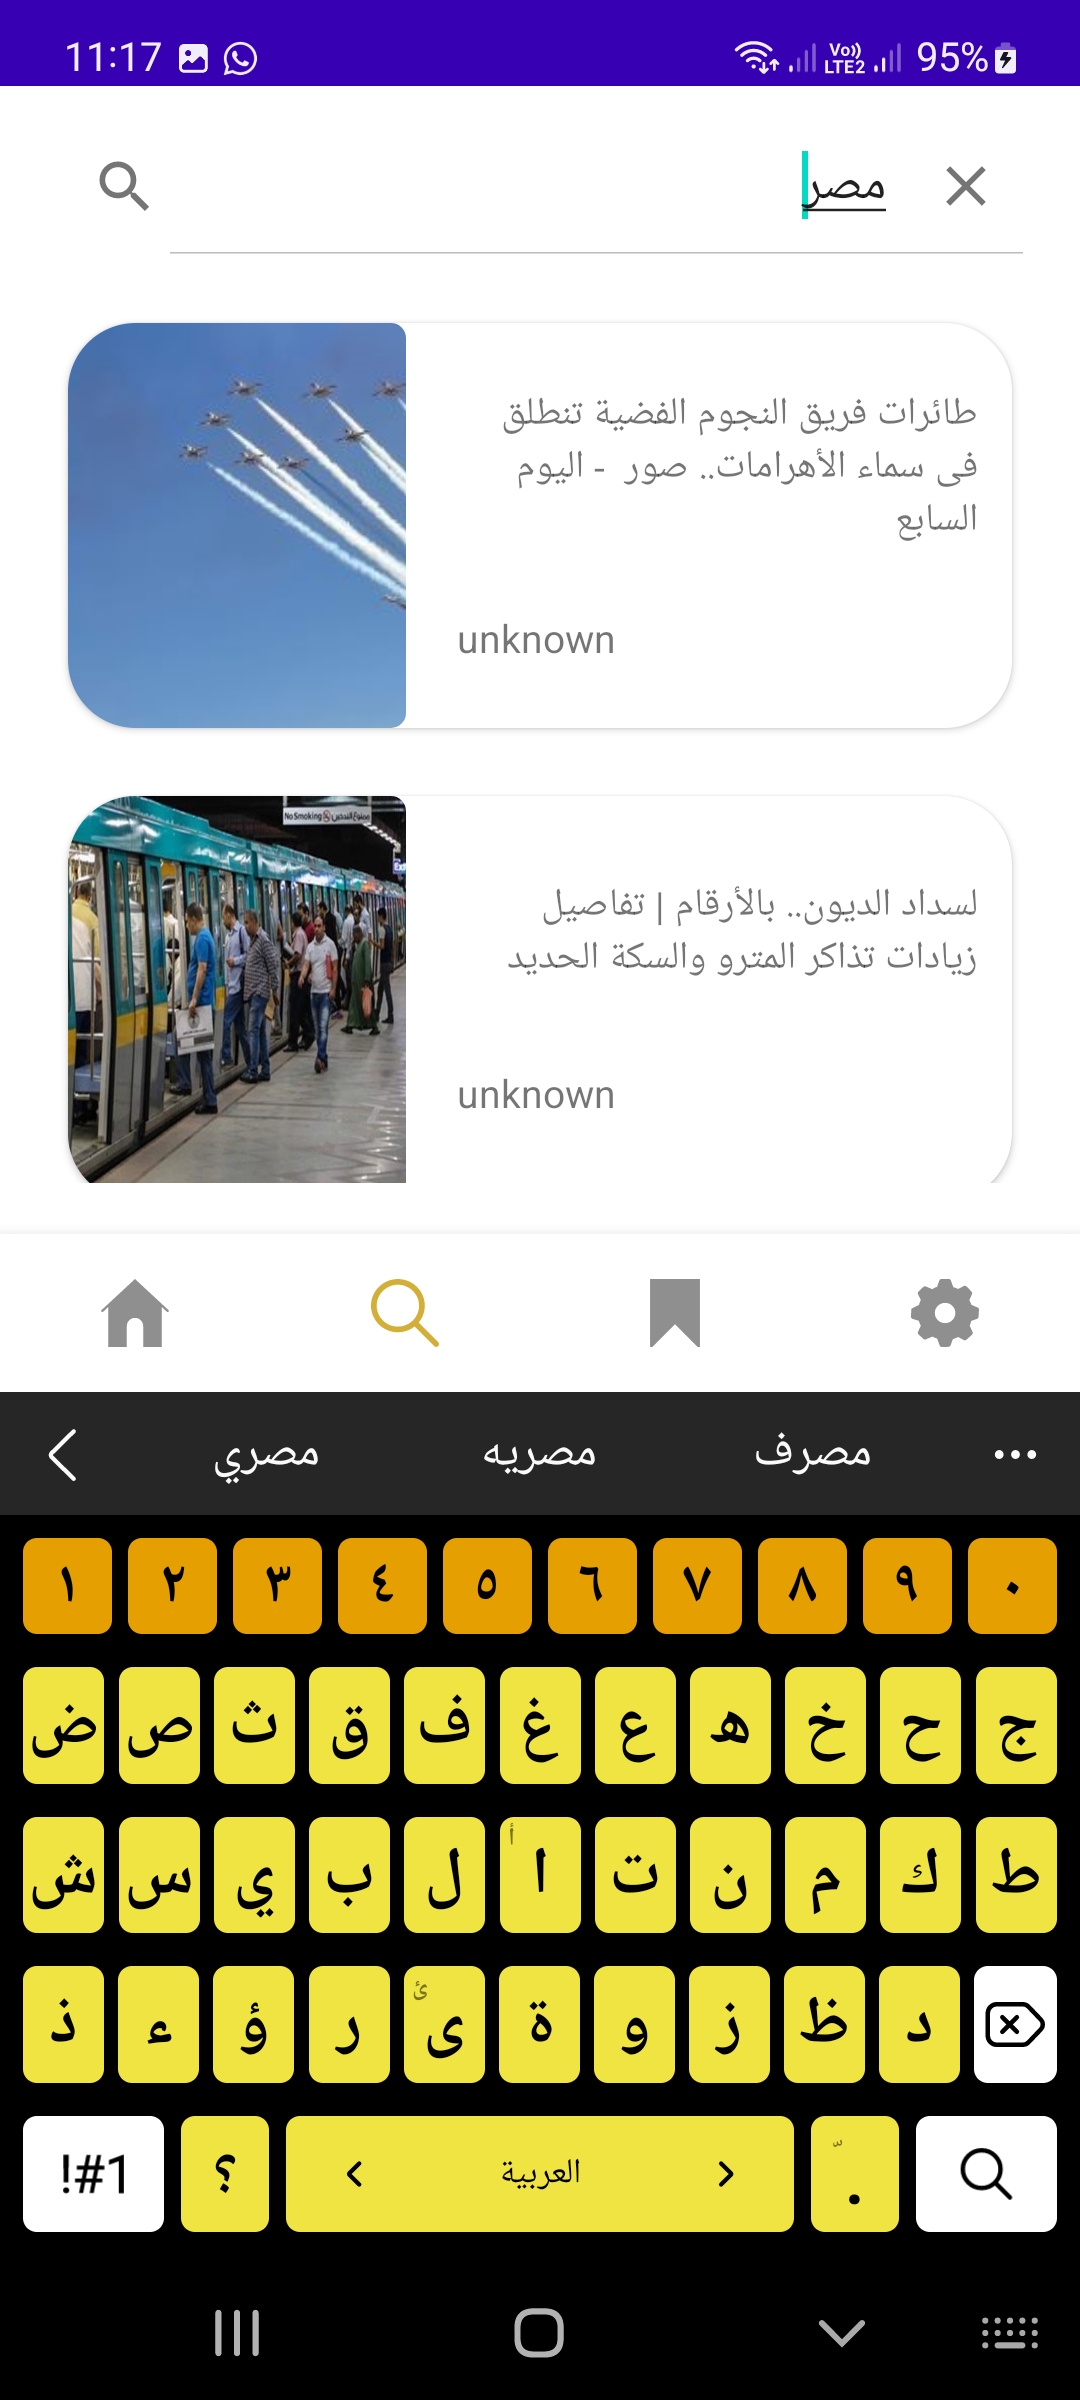 11:17
Vo)) LTE2 95%
مصر
طائرات فريق النجوم الفضية تنطلق
فى سماء الأهرامات.. صور - اليوم
السابع
unknown
No Smoking ممنوع التدخين
لسداد الديون.. بالأرقام | تفاصيل
زيادات تذاكر المترو والسكة الحديد
unknown
مصري مصريه مصرف
١ ٢ ٣ ٤ ٥ ٦ ٧ ٨ ٩ ٠
ض ص ث ق ف غ ع ه خ ح ج
ش س ي ب ل ا أ ت ن م ك ط
ذ ء ؤ ر ى ئ ة و ز ظ د
!#1 ؟ العربية .